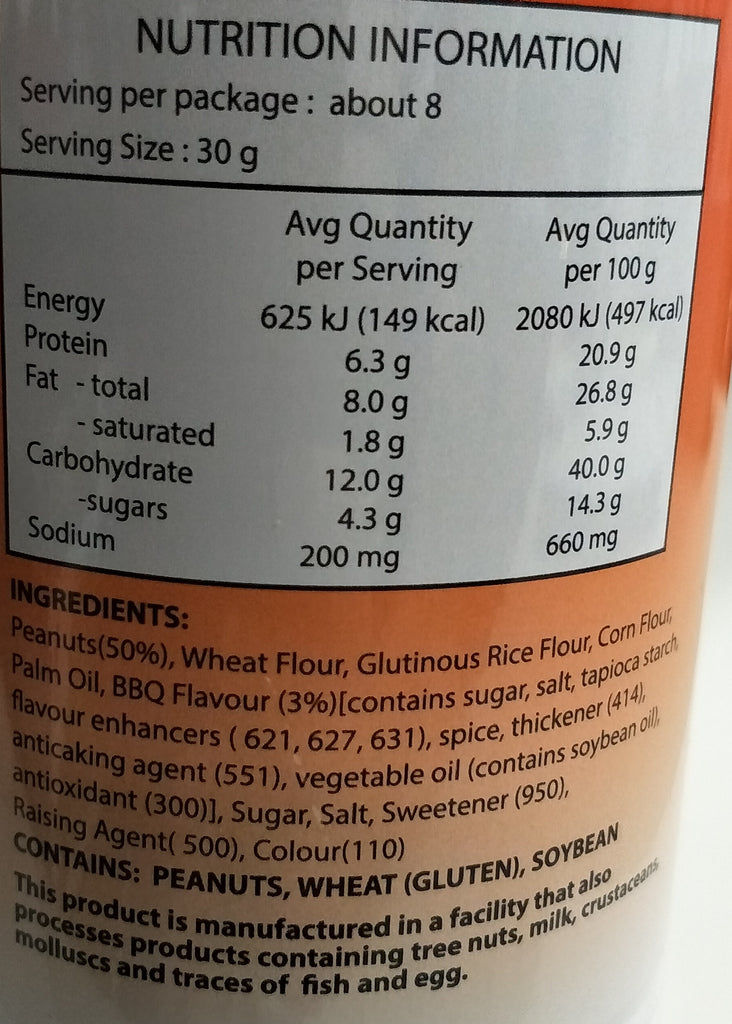 NUTRITION INFORMATION
Serving per package : about 8
Serving Size : 30 g
Avg Quantity per Serving Avg Quantity per 100 g
Energy 625 kJ (149 kcal) 2080 kJ (497 kcal)
Protein 6.3 g 20.9 g
Fat - total 8.0 g 26.8 g
- saturated 1.8 g 5.9 g
Carbohydrate 12.0 g 40.0 g
-sugars 4.3 g 14.3 g
Sodium 200 mg 660 mg
INGREDIENTS:
Peanuts(50%), Wheat Flour, Glutinous Rice Flour, Corn Flour,
Palm Oil, BBQ Flavour (3%)[contains sugar, salt, tapioca starch,
flavour enhancers ( 621, 627, 631), spice, thickener (414),
anticaking agent (551), vegetable oil (contains soybean oil),
antioxidant (300)], Sugar, Salt, Sweetener (950),
Raising Agent( 500), Colour(110)
CONTAINS: PEANUTS, WHEAT (GLUTEN), SOYBEAN
This product is manufactured in a facility that also
processes products containing tree nuts, milk, crustaceans,
molluscs and traces of fish and egg.